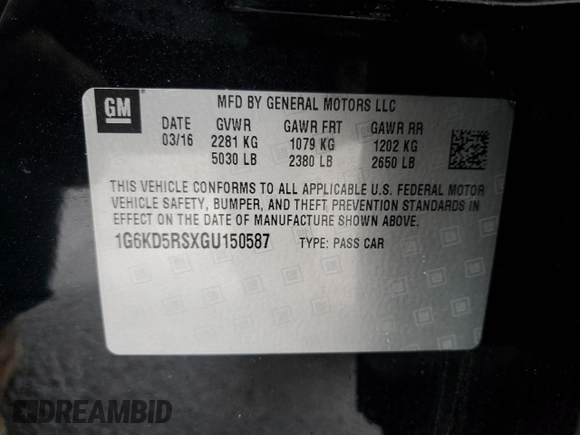 GM
MFD BY GENERAL MOTORS LLC
DATE GVWR GAWR FRT GAWR RR
03/16 2281 KG 1079 KG 1202 KG
5030 LB 2380 LB 2650 LB
THIS VEHICLE CONFORMS TO ALL APPLICABLE U.S. FEDERAL MOTOR
VEHICLE SAFETY, BUMPER, AND THEFT PREVENTION STANDARDS IN
EFFECT ON THE DATE OF MANUFACTURE SHOWN ABOVE.
1G6KD5RSXGU150587 TYPE: PASS CAR
DREAMBID